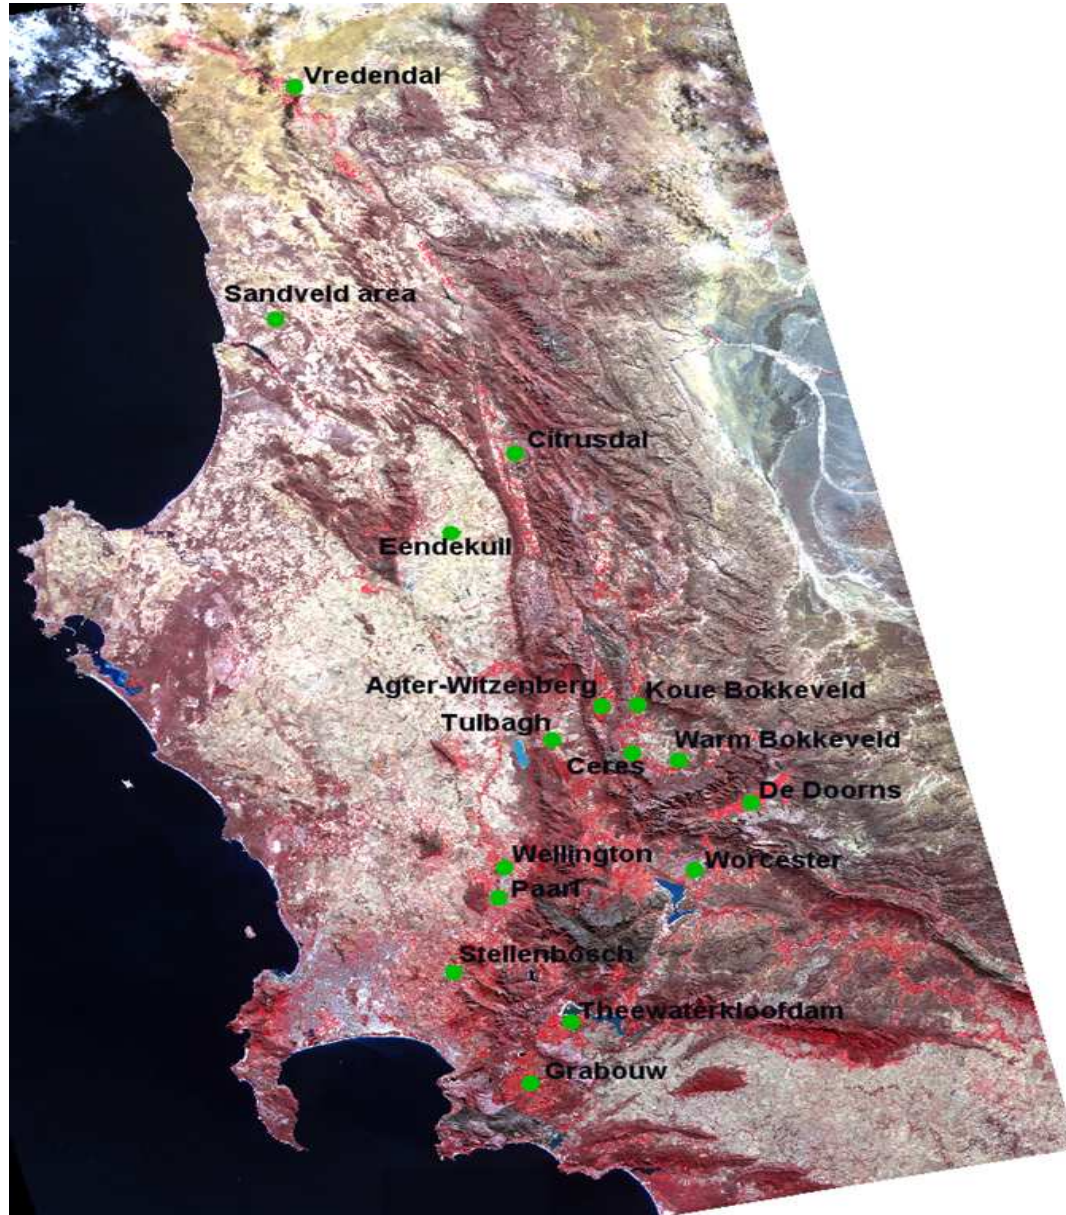 Vredendal
Sandveld area
Citrusdal
Eendekuil
Agter-Witzenberg
Koue Bokkeveld
Tulbagh
Warm Bokkeveld
Ceres
De Doorns
Wellington
Worcester
Paarl
Stellenbosch
Theewaterkloofdam
Grabouw